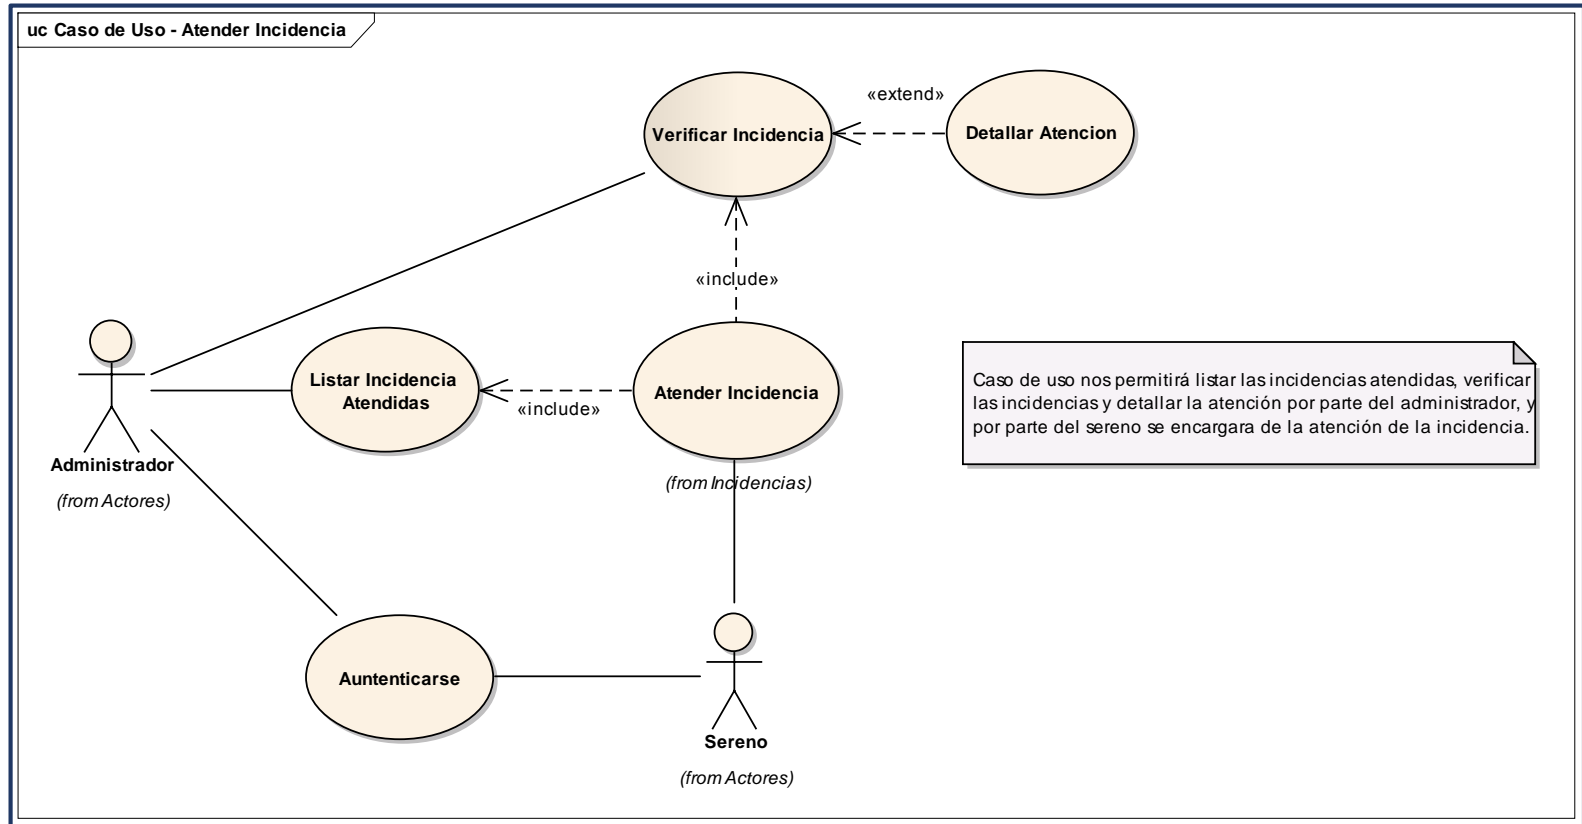 uc Caso de Uso - Atender Incidencia
«extend»
Verificar Incidencia
Detallar Atencion
«include»
Listar Incidencia
Atendidas
«include»
Atender Incidencia
(from Incidencias)
Caso de uso nos permitirá listar las incidencias atendidas, verificar
las incidencias y detallar la atención por parte del administrador, y
por parte del sereno se encargara de la atención de la incidencia.
Administrador
(from Actores)
Auntenticarse
Sereno
(from Actores)